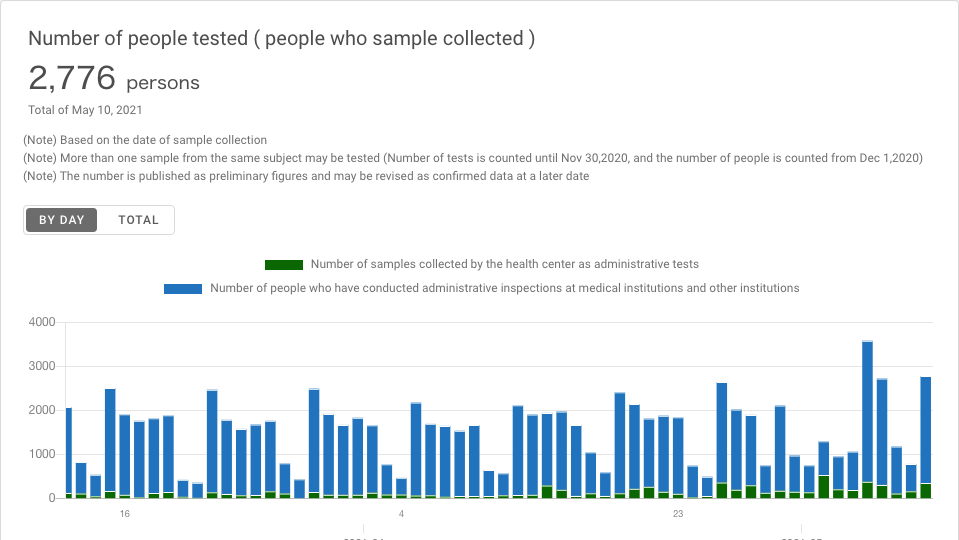 Number of people tested ( people who sample collected )
2,776 persons
Total of May 10, 2021
(Note) Based on the date of sample collection
(Note) More than one sample from the same subject may be tested (Number of tests is counted until Nov 30,2020, and the number of people is counted from Dec 1,2020)
(Note) The number is published as preliminary figures and may be revised as confirmed data at a later date
BY DAY TOTAL
Number of samples collected by the health center as administrative tests
Number of people who have conducted administrative inspections at medical institutions and other institutions
4000
3000
2000
1000
0
16 4 23